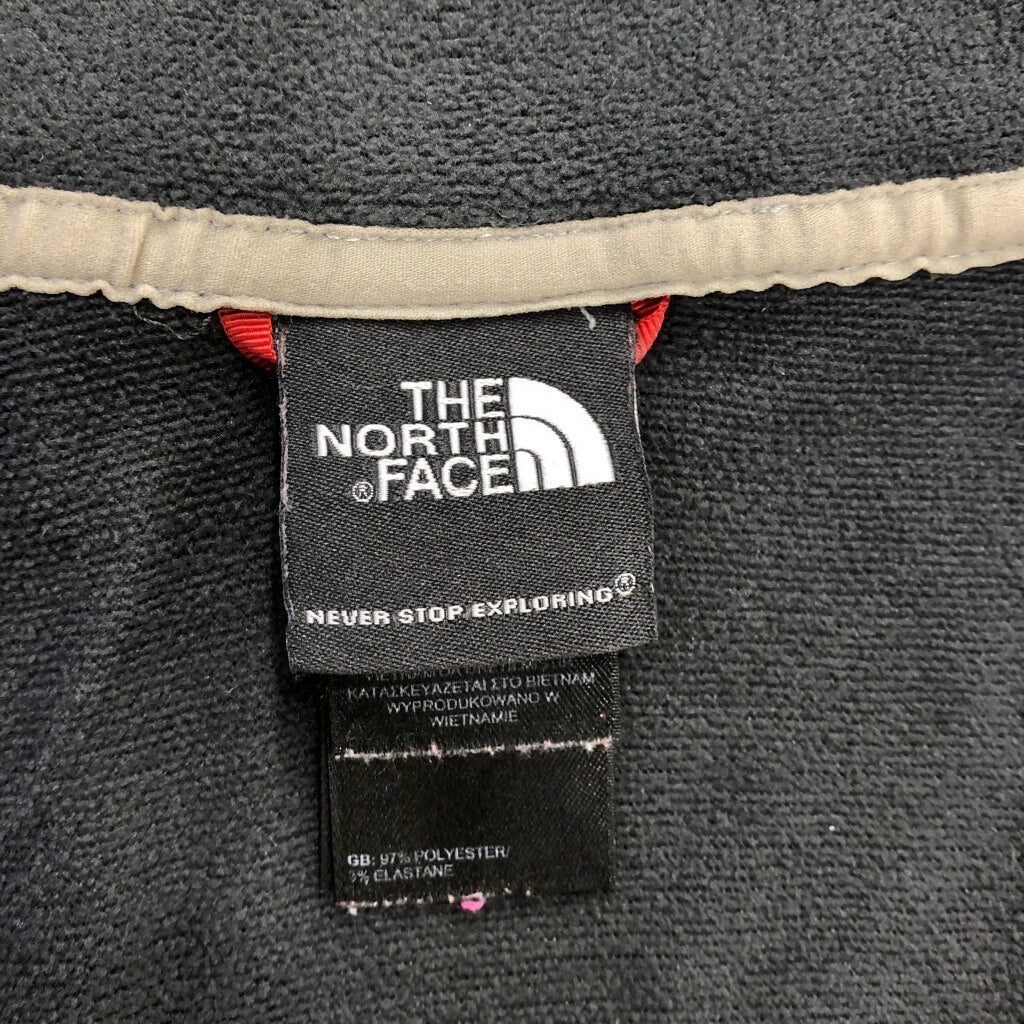 THE
NORTH
®FACE
NEVER STOP EXPLORING®
ΚΑΤΑΣΚΕΥΑΖΕΤΑΙ ΣΤΟ ΒΙΕΤΝΑΜ
WYPRODUKOWANO W
WIETNAMIE
GB: 97% POLYESTER/
3% ELASTANE